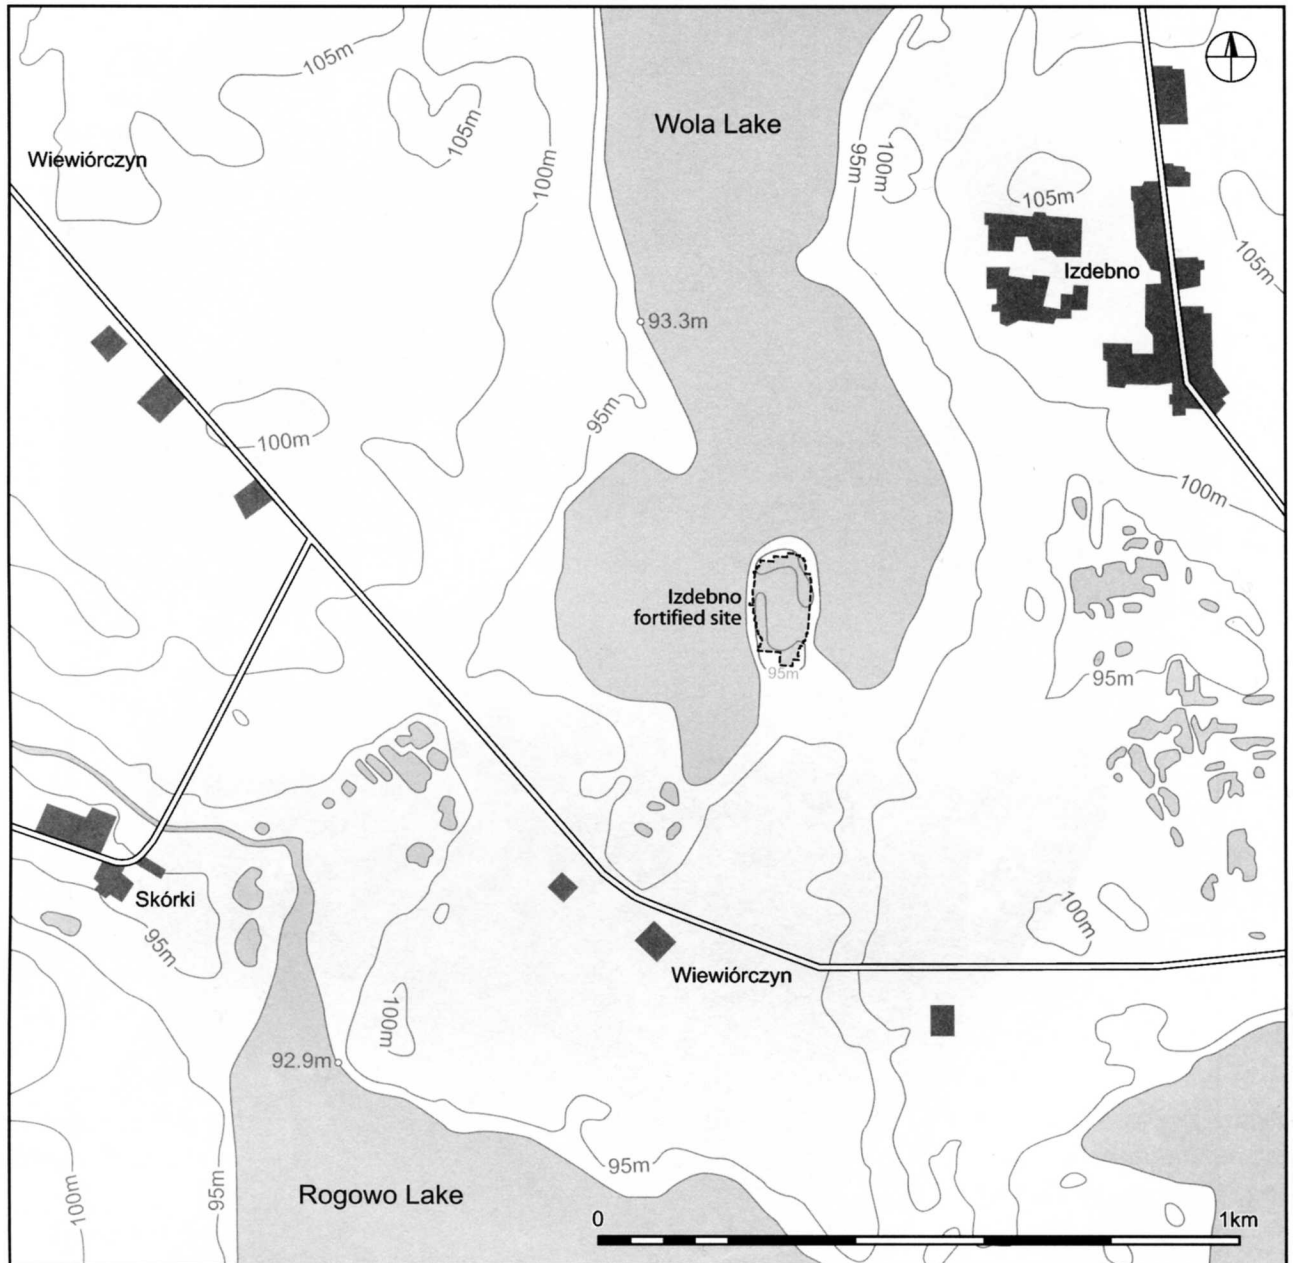 105m
Wola Lake
105m
Wiewiórczyn
100m
95m
100m
105m
105m
Izdebno
93.3m
95m
100m
100m
Izdebno
fortified site
95m
95m
Skórki
95m
100m
Wiewiórczyn
100m
92.9m
95m
100m
95m
Rogowo Lake
0
1km